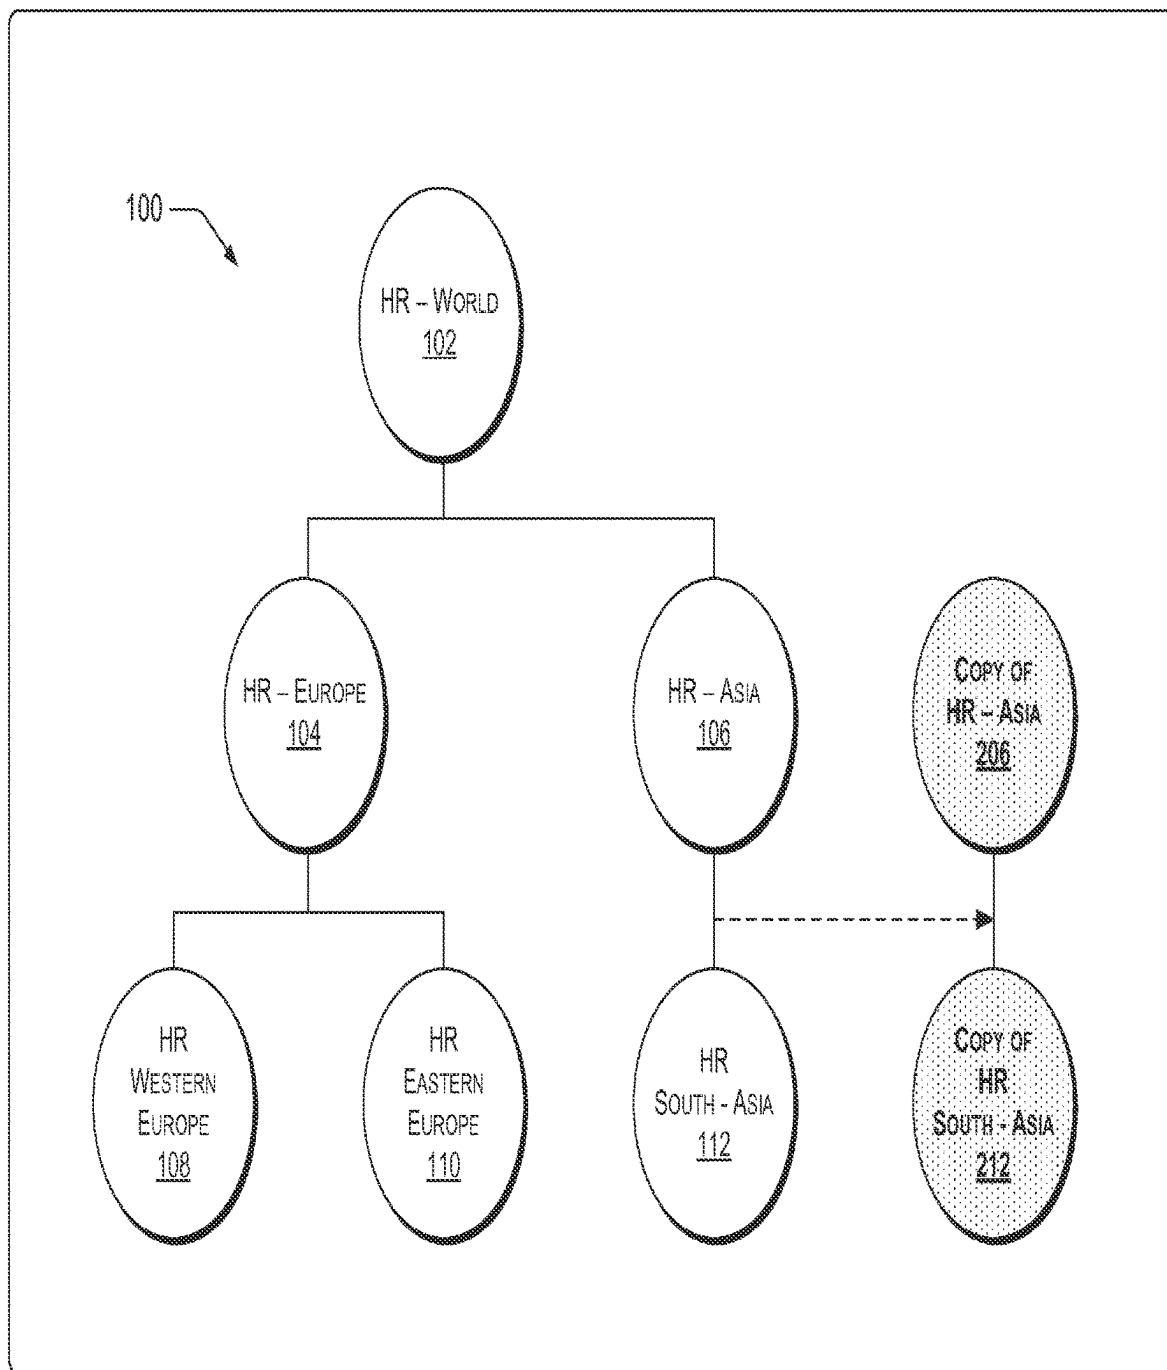 100
HR – WORLD
102
HR – EUROPE
104
HR – ASIA
106
COPY OF
HR – ASIA
206
HR
WESTERN
EUROPE
108
HR
EASTERN
EUROPE
110
HR
SOUTH - ASIA
112
COPY OF
HR
SOUTH - ASIA
212